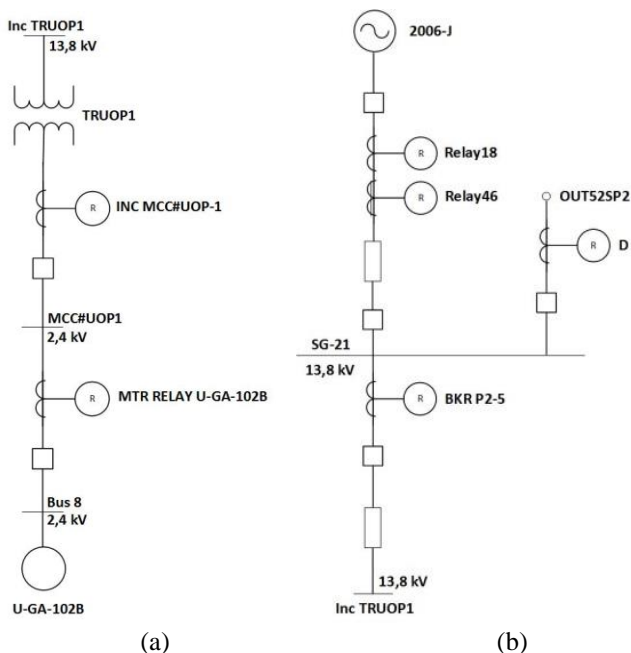 Inc TRUOP1
13,8 kV
TRUOP1
R
INC MCC#UOP-1
MCC#UOP1
2,4 kV
R
MTR RELAY U-GA-102B
Bus 8
2,4 kV
U-GA-102B
(a)
2006-J
R
Relay18
R
Relay46
OUT52SP2
R
D
SG-21
13,8 kV
R
BKR P2-5
13,8 kV
Inc TRUOP1
(b)